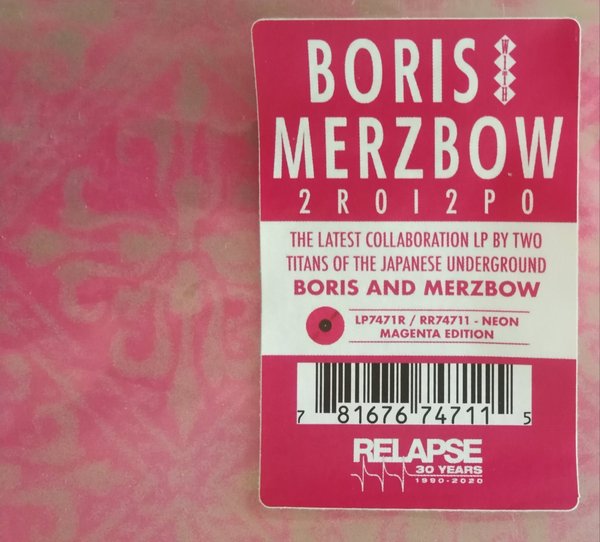 BORIS WITH
MERZBOW
2R0I2P0
THE LATEST COLLABORATION LP BY TWO
TITANS OF THE JAPANESE UNDERGROUND
BORIS AND MERZBOW
LP7471R / RR74711 - NEON
MAGENTA EDITION
7 81676 74711 5
RELAPSE
30 YEARS
1990-2020